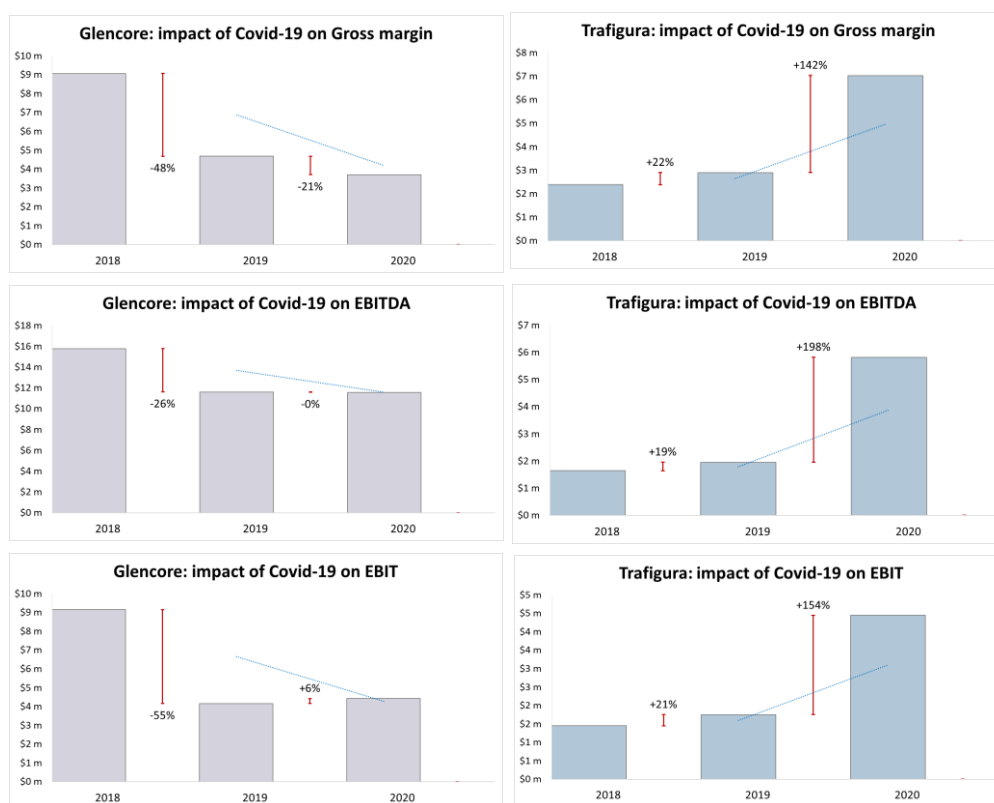 Glencore: impact of Covid-19 on Gross margin
$10 m
$9 m
$8 m
$7 m
$6 m
$5 m
$4 m
$3 m
$2 m
$1 m
$0 m
-48%
-21%
2018
2019
2020
Trafigura: impact of Covid-19 on Gross margin
$8 m
$7 m
$6 m
$5 m
$4 m
$3 m
$2 m
$1 m
$0 m
+22%
+142%
2018
2019
2020
Glencore: impact of Covid-19 on EBITDA
$18 m
$16 m
$14 m
$12 m
$10 m
$8 m
$6 m
$4 m
$2 m
$0 m
-26%
-0%
2018
2019
2020
Trafigura: impact of Covid-19 on EBITDA
$7 m
$6 m
$5 m
$4 m
$3 m
$2 m
$1 m
$0 m
+19%
+198%
2018
2019
2020
Glencore: impact of Covid-19 on EBIT
$10 m
$9 m
$8 m
$7 m
$6 m
$5 m
$4 m
$3 m
$2 m
$1 m
$0 m
-55%
+6%
2018
2019
2020
Trafigura: impact of Covid-19 on EBIT
$5 m
$5 m
$4 m
$4 m
$3 m
$3 m
$2 m
$2 m
$1 m
$1 m
$0 m
+21%
+154%
2018
2019
2020